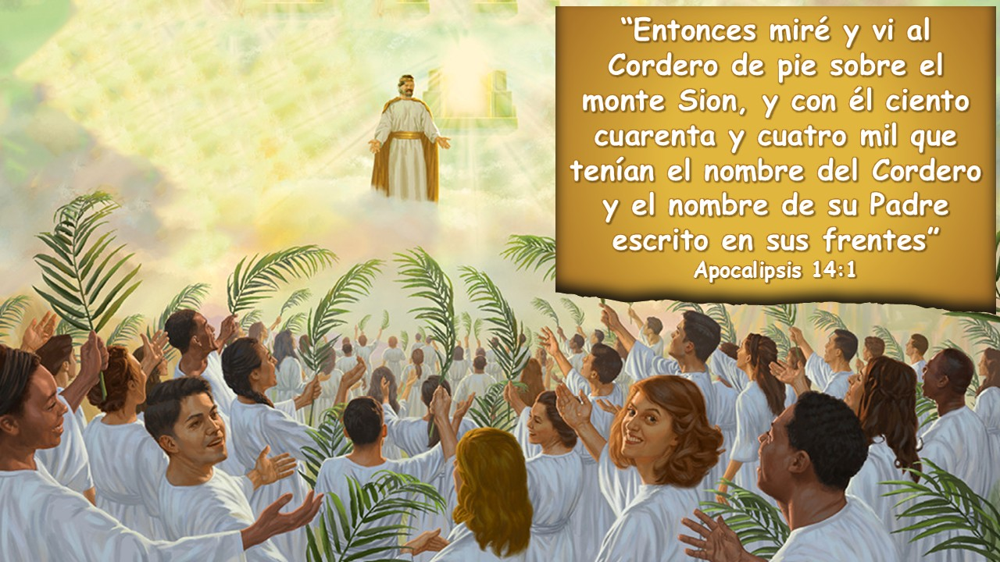 “Entonces miré y vi al
Cordero de pie sobre el
monte Sion, y con él ciento
cuarenta y cuatro mil que
tenían el nombre del Cordero
y el nombre de su Padre
escrito en sus frentes”
Apocalipsis 14:1